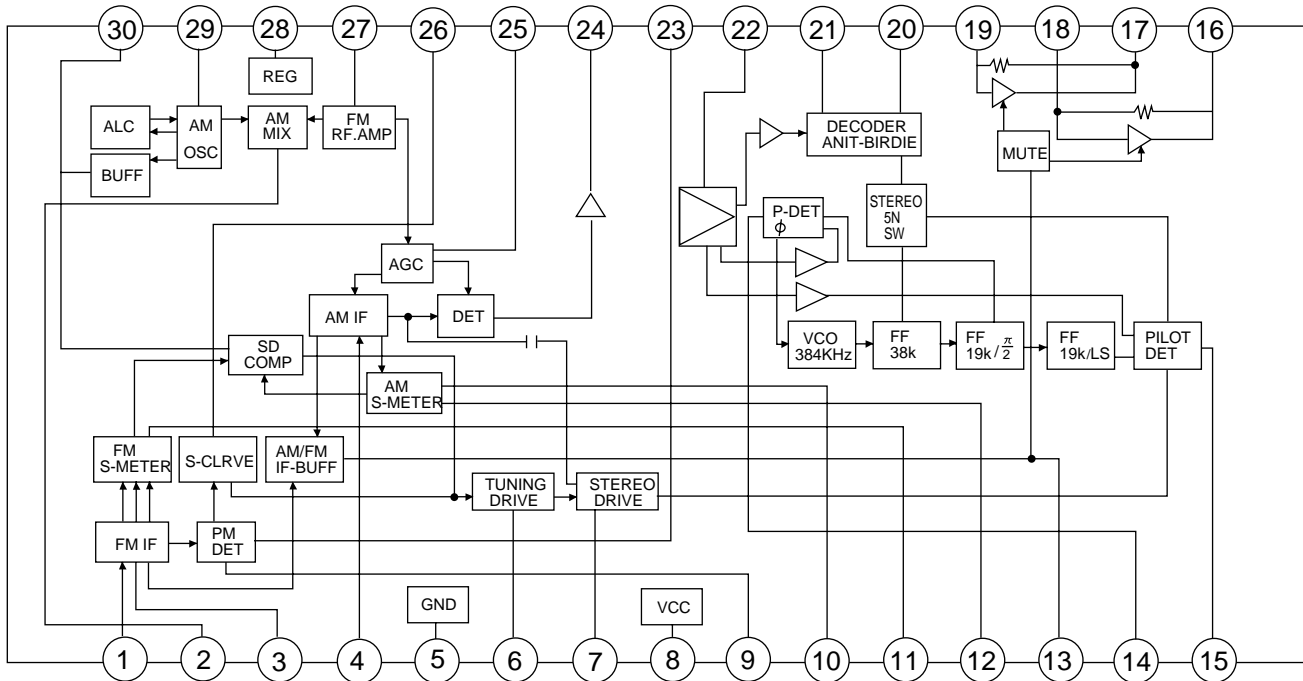 30 29 28 27 26 25 24 23 22 21 20 19 18 17 16
REG
ALC
AM
OSC
AM
MIX
FM
RF.AMP
BUFF
DECODER
ANIT-BIRDIE
MUTE
STEREO
5N
SW
P-DET
ϕ
AGC
AM IF
DET
SD
COMP
VCO
384KHz
FF
38k
FF
19k/π/2
FF
19k/LS
PILOT
DET
AM
S-METER
FM
S-METER
S-CLRVE
AM/FM
IF-BUFF
TUNING
DRIVE
STEREO
DRIVE
FM IF
PM
DET
GND
VCC
1 2 3 4 5 6 7 8 9 10 11 12 13 14 15